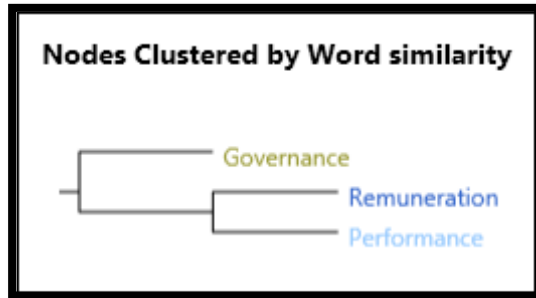 Nodes Clustered by Word similarity
Governance
Remuneration
Performance